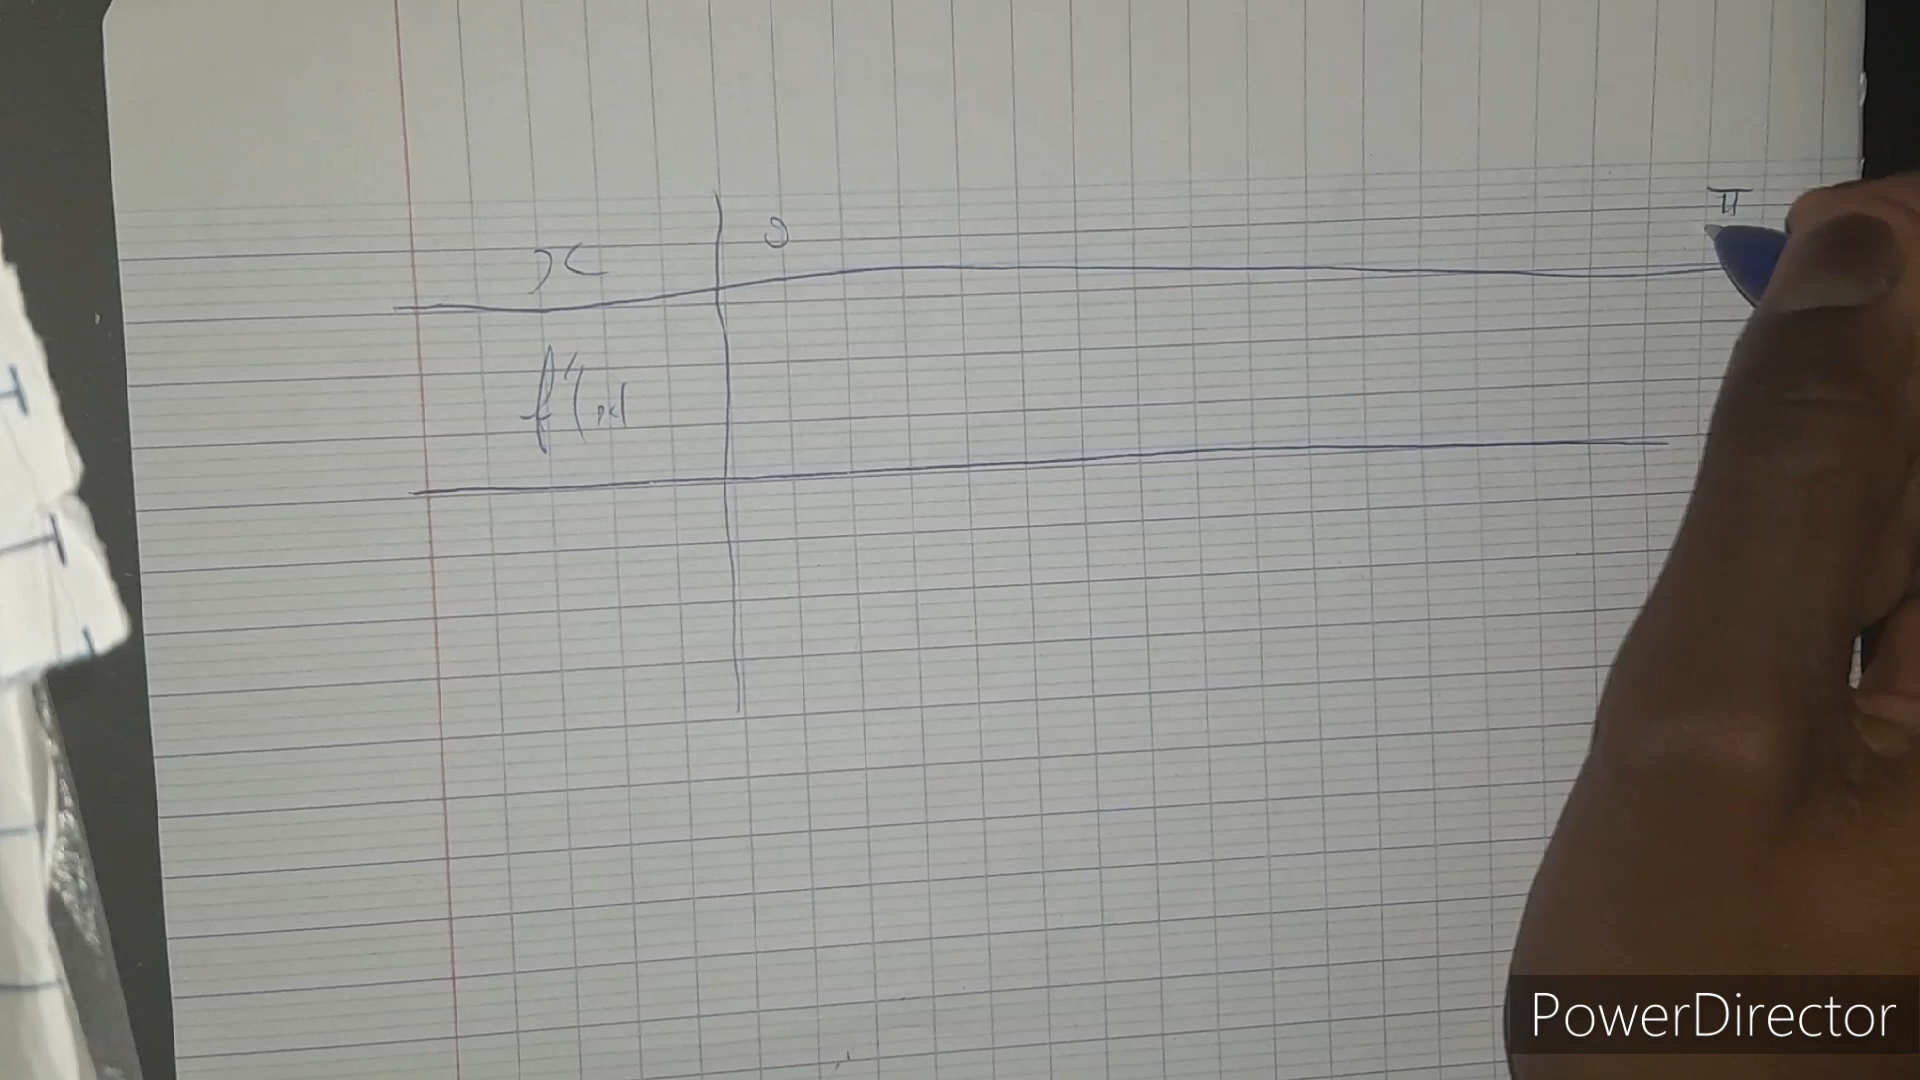 x 0 π
f'(x)
PowerDirector